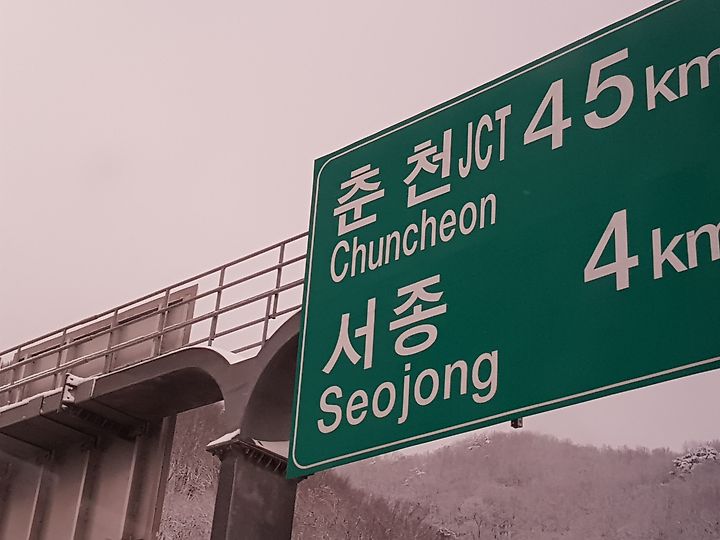 춘천JCT 45km
Chuncheon
서종 4km
Seojong